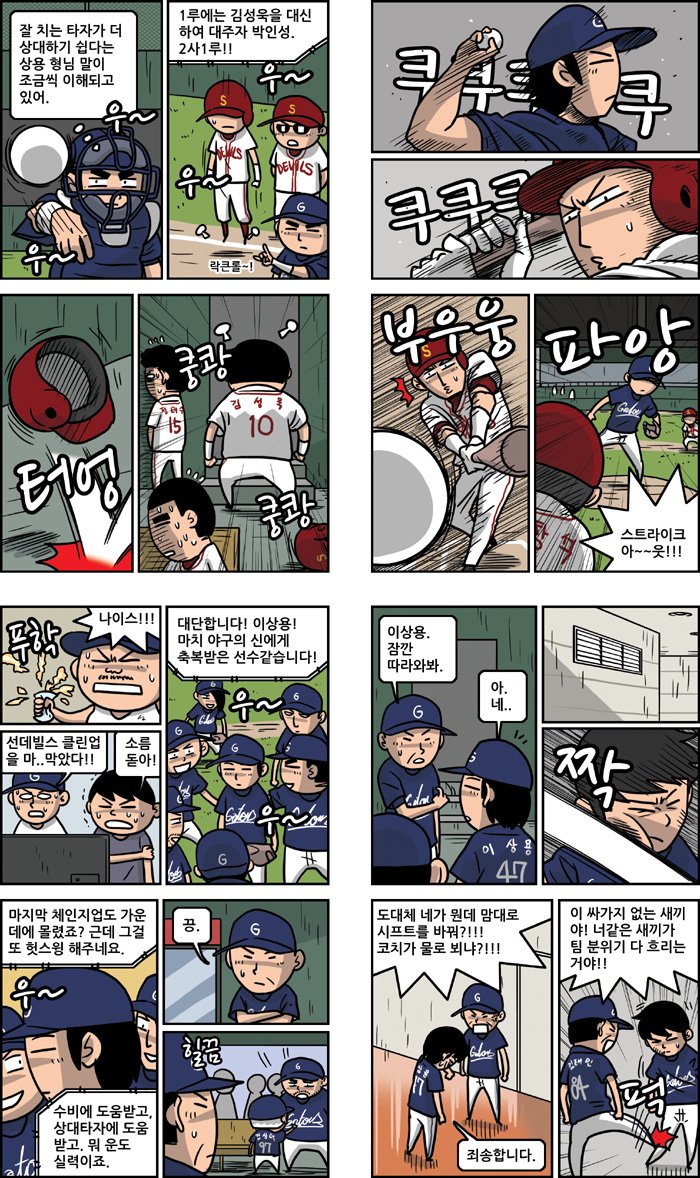 잘 치는 타자가 더
상대하기 쉽다는
상용 형님 말이
조금씩 이해되고
있어.
우~
우~
1루에는 김성욱을 대신
하여 대주자 박인성.
2사1루!!
우~
S
S
DEVILS
DEVILS
우~
G
락큰롤~!
터엉
쿵쾅
15
김성욱
10
쿵쾅
S
G
쿠쿠쿠쿠
쿠쿠쿠
부우웅
S
파앙
Gators
스트라이크
아~~웃!!!
나이스!!!
푸학
선데빌스 클린업
을 마..막았다!!
소름
돋아!
G
대단합니다! 이상용!
마치 야구의 신에게
축복받은 선수같습니다!
우~
G
G
G
우~
Gators
G
마지막 체인지업도 가운
데에 몰렸죠? 근데 그걸
또 헛스윙 해주네요.
우~
G
수비에 도움받고,
상대타자에 도움
받고. 뭐 운도
실력이죠.
끙.
G
힐끔
G
Gators
97
이상용.
잠깐
따라와봐.
아.
네..
G
G
이상용
47
짝
도대체 네가 뭔데 맘대로
시프트를 바꿔?!!!
코치가 물로 뵈냐?!!!
G
Gators
47
죄송합니다.
이 싸가지 없는 새끼
야! 너같은 새끼가
팀 분위기 다 흐리는
거야!!
G
84
퍽